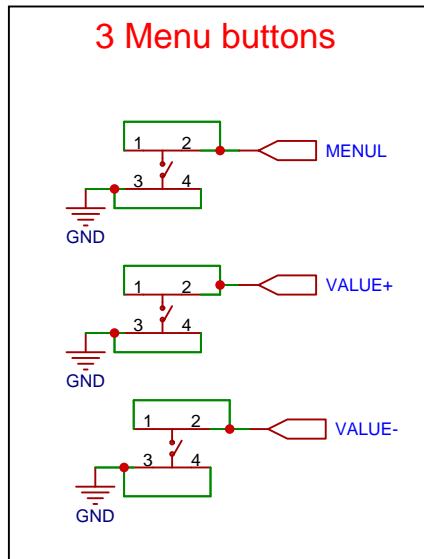 3 Menu buttons
1 2
MENUL
3 4
GND
1 2
VALUE+
3 4
GND
1 2
VALUE-
3 4
GND